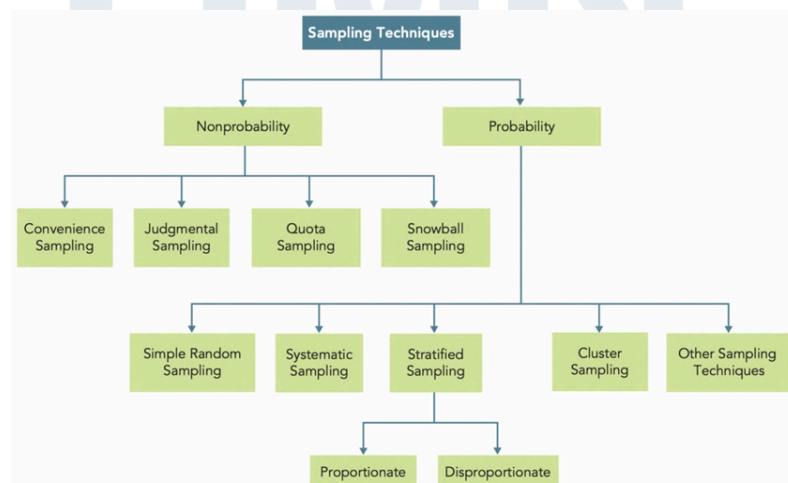 Sampling Techniques
Nonprobability
Probability
Convenience
Sampling
Judgmental
Sampling
Quota
Sampling
Snowball
Sampling
Simple Random
Sampling
Systematic
Sampling
Stratified
Sampling
Cluster
Sampling
Other Sampling
Techniques
Proportionate
Disproportionate